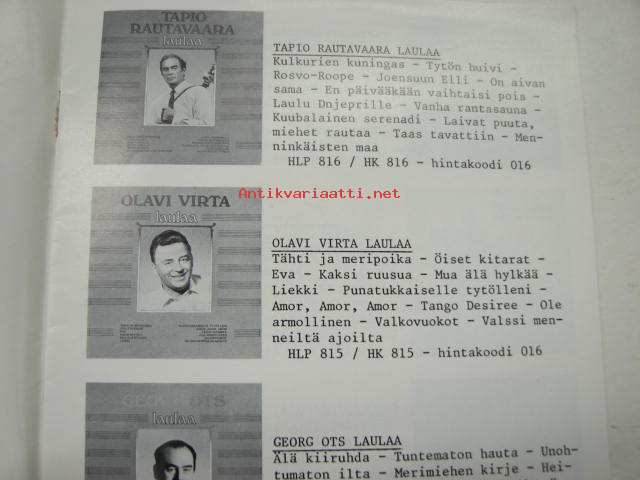 TAPIO
RAUTAVAARA
laulaa
TAPIO RAUTAVAARA LAULAA
Kulkurien kuningas - Tytön huivi -
Rosvo-Roope - Joensuun Elli - On aivan
sama - En päivääkään vaihtaisi pois -
Laulu Dnjeprille - Vanha rantasauna -
Kuubalainen serenadi - Laivat puuta,
miehet rautaa - Taas tavattiin - Men-
ninkäisten maa
HLP 816 / HK 816 - hintakoodi 016
Antikvariaatti.net
OLAVI VIRTA
laulaa
OLAVI VIRTA LAULAA
Tähti ja meripoika - Öiset kitarat -
Eva - Kaksi ruusua - Mua älä hylkää -
Liekki - Punatukkaiselle tytölleni -
Amor, Amor, Amor - Tango Desiree - Ole
armollinen - Valkovuokot - Valssi men-
neiltä ajoilta
HLP 815 / HK 815 - hintakoodi 016
GEORG OTS
laulaa
GEORG OTS LAULAA
Älä kiiruhda - Tuntematon hauta - Unoh-
tumaton ilta - Merimiehen kirje - Hei-